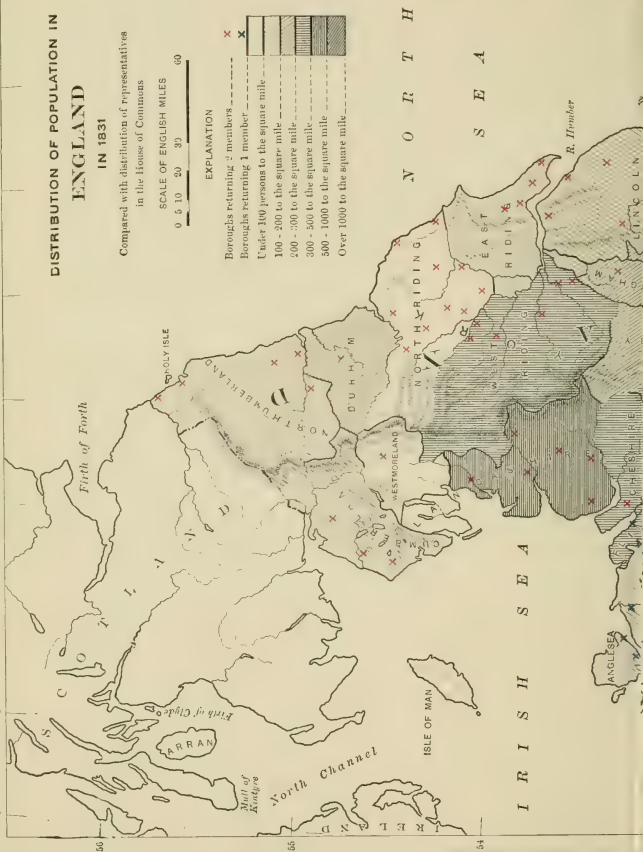 DISTRIBUTION OF POPULATION IN
ENGLAND
IN 1831
Compared with distribution of representatives
in the House of Commons
SCALE OF ENGLISH MILES
0 5 10 20 30 60
EXPLANATION
Boroughs returning 2 members
Boroughs returning 1 member
Under 100 persons to the square mile
100 - 200 to the square mile
200 - 300 to the square mile
300 - 500 to the square mile
500 - 1000 to the square mile
Over 1000 to the square mile
NORTH
SEA
R. Humber
HOLY ISLE
Firth of Forth
NORTHUMBERLAND
DURHAM
NORTH RIDING
EAST
RIDING
WEST
RIDING
WESTMORELAND
CHESHIRE
LINCOLN
ANGLESEA
IRISH SEA
ISLE OF MAN
North Channel
IRELAND
Mull of
Kintyre
ARRAN
Firth of Clyde
56
55
54